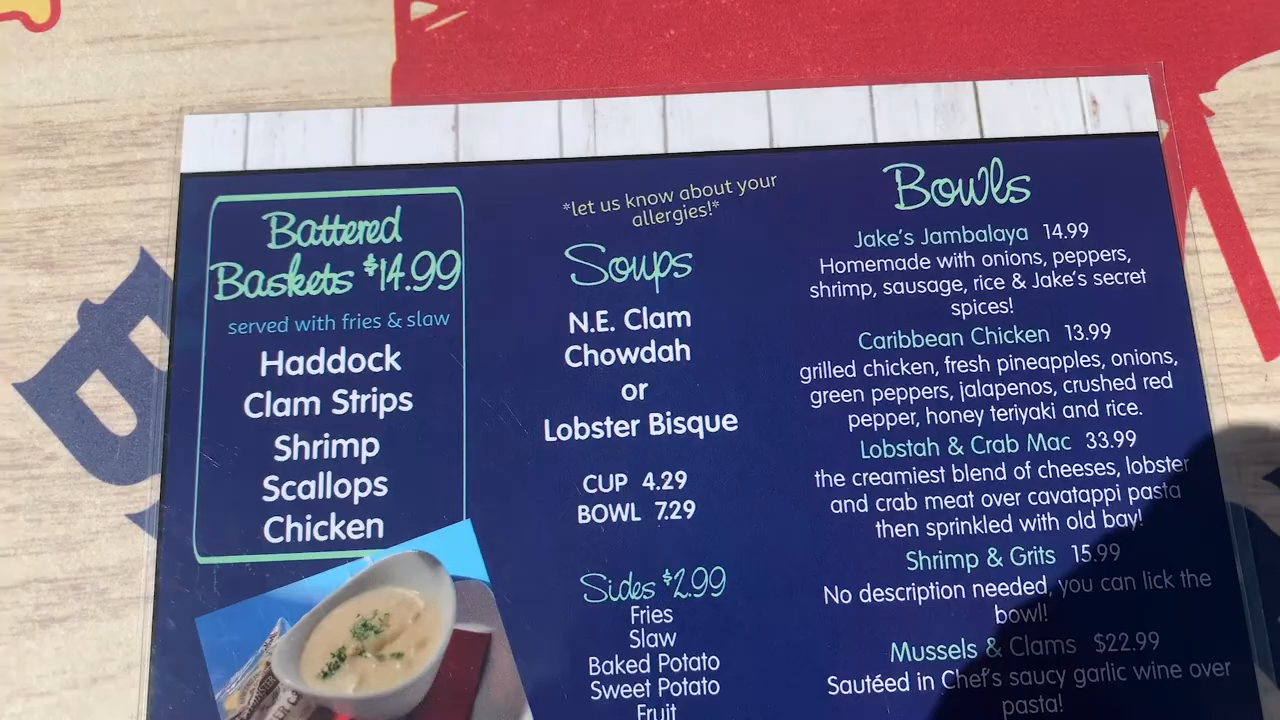 Battered
Baskets $14.99
served with fries & slaw
Haddock
Clam Strips
Shrimp
Scallops
Chicken
*let us know about your
allergies!*
Soups
N.E. Clam
Chowdah
or
Lobster Bisque
CUP 4.29
BOWL 7.29
Sides $2.99
Fries
Slaw
Baked Potato
Sweet Potato
Fruit
Bowls
Jake's Jambalaya 14.99
Homemade with onions, peppers,
shrimp, sausage, rice & Jake's secret
spices!
Caribbean Chicken 13.99
grilled chicken, fresh pineapples, onions,
green peppers, jalapenos, crushed red
pepper, honey teriyaki and rice.
Lobstah & Crab Mac 33.99
the creamiest blend of cheeses, lobster
and crab meat over cavatappi pasta
then sprinkled with old bay!
Shrimp & Grits 15.99
No description needed, you can lick the
bowl!
Mussels & Clams $22.99
Sautéed in Chef's saucy garlic wine over
pasta!